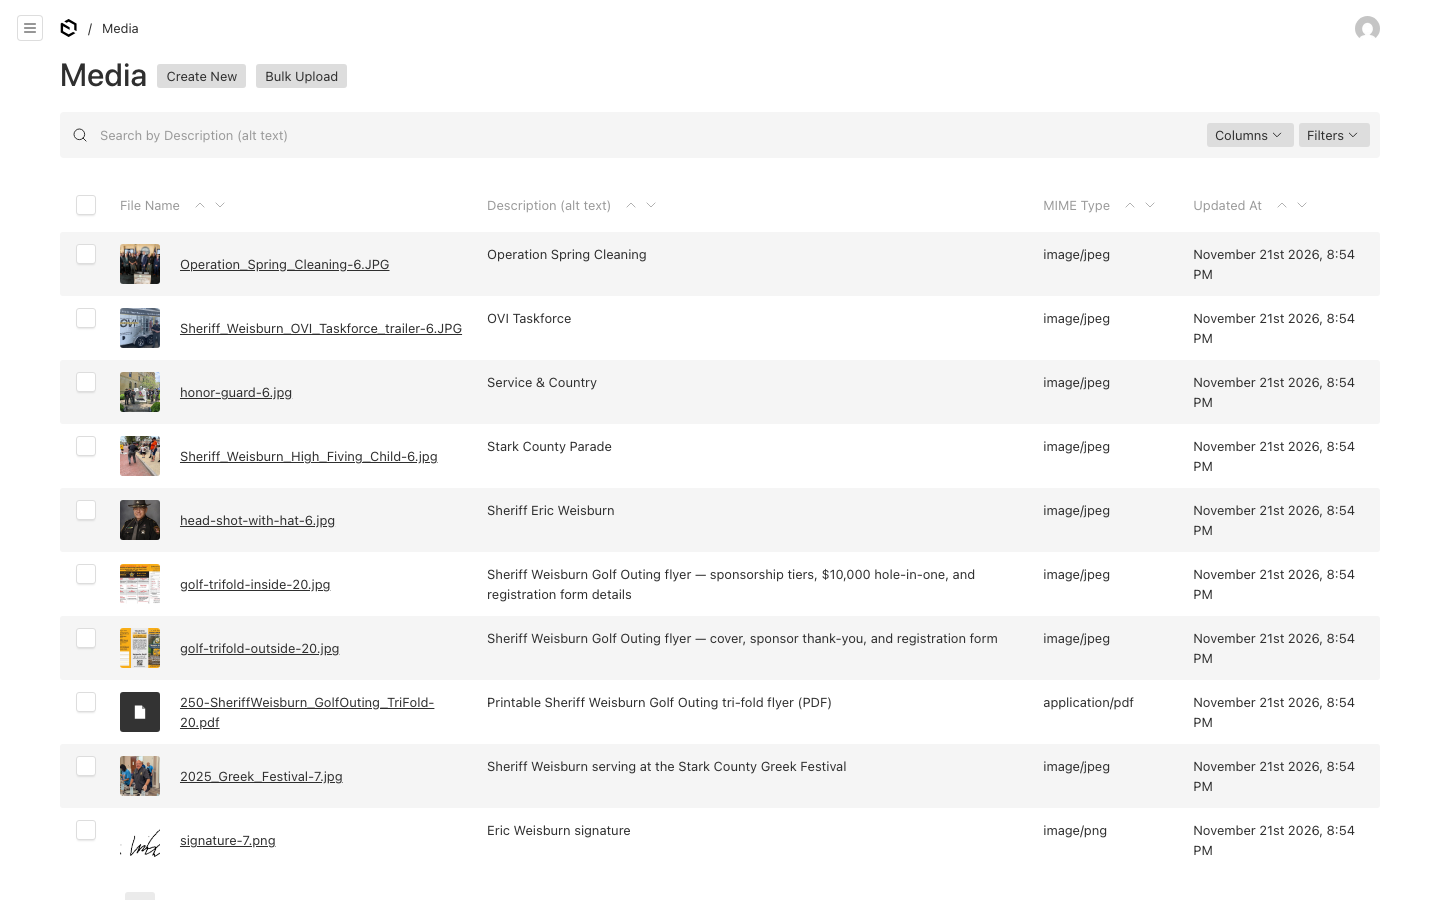 / Media
Media Create New Bulk Upload
Search by Description (alt text) Columns Filters
File Name Description (alt text) MIME Type Updated At
Operation_Spring_Cleaning-6.JPG Operation Spring Cleaning image/jpeg November 21st 2026, 8:54
PM
Sheriff_Weisburn_OVI_Taskforce_trailer-6.JPG OVI Taskforce image/jpeg November 21st 2026, 8:54
PM
honor-guard-6.jpg Service & Country image/jpeg November 21st 2026, 8:54
PM
Sheriff_Weisburn_High_Fiving_Child-6.jpg Stark County Parade image/jpeg November 21st 2026, 8:54
PM
head-shot-with-hat-6.jpg Sheriff Eric Weisburn image/jpeg November 21st 2026, 8:54
PM
golf-trifold-inside-20.jpg Sheriff Weisburn Golf Outing flyer — sponsorship tiers, $10,000 hole-in-one, and image/jpeg November 21st 2026, 8:54
registration form details PM
golf-trifold-outside-20.jpg Sheriff Weisburn Golf Outing flyer — cover, sponsor thank-you, and registration form image/jpeg November 21st 2026, 8:54
PM
250-SheriffWeisburn_GolfOuting_TriFold- Printable Sheriff Weisburn Golf Outing tri-fold flyer (PDF) application/pdf November 21st 2026, 8:54
20.pdf PM
2025_Greek_Festival-7.jpg Sheriff Weisburn serving at the Stark County Greek Festival image/jpeg November 21st 2026, 8:54
PM
signature-7.png Eric Weisburn signature image/png November 21st 2026, 8:54
PM